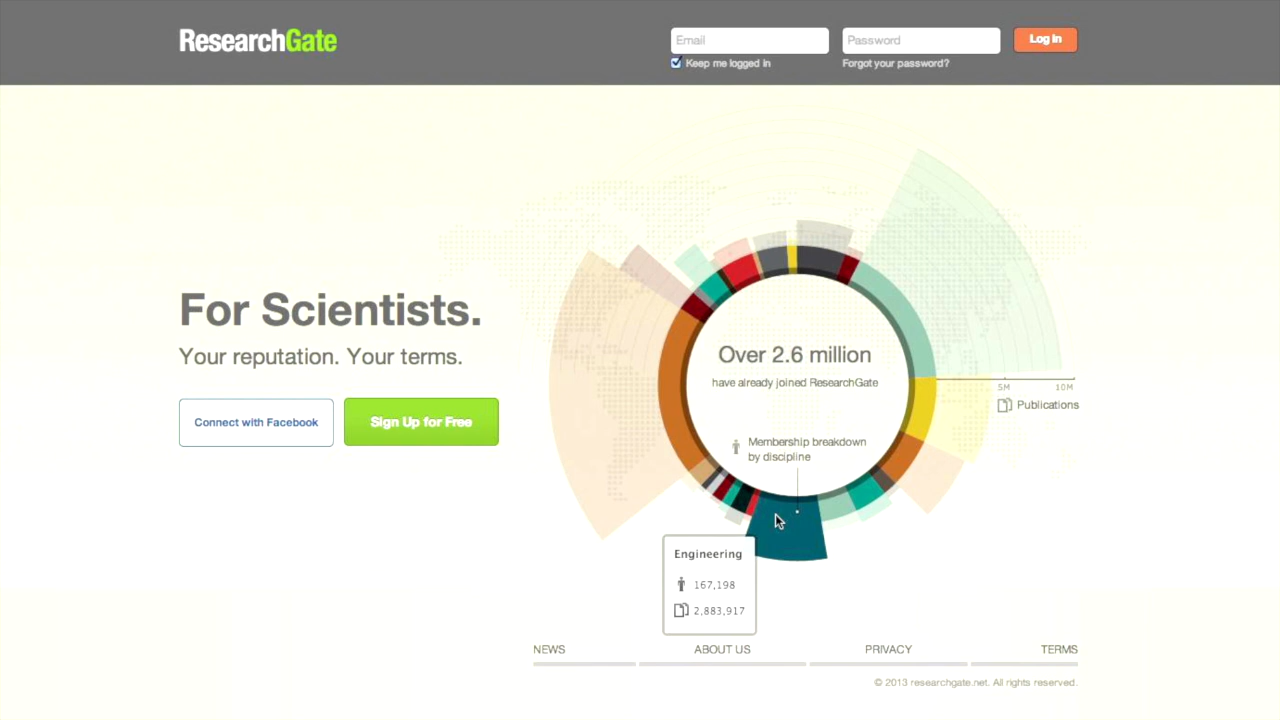 ResearchGate
Email
Password
Log in
Keep me logged in
Forgot your password?
For Scientists.
Your reputation. Your terms.
Connect with Facebook
Sign Up for Free
Over 2.6 million
have already joined ResearchGate
Membership breakdown
by discipline
5M
10M
Publications
Engineering
167,198
2,883,917
NEWS
ABOUT US
PRIVACY
TERMS
© 2013 researchgate.net. All rights reserved.